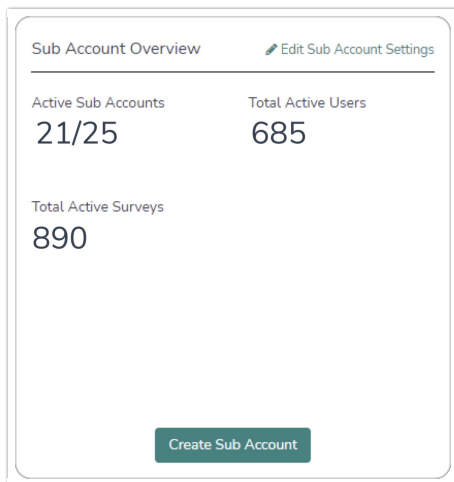 Sub Account Overview
Edit Sub Account Settings
Active Sub Accounts
Total Active Users
21/25
685
Total Active Surveys
890
Create Sub Account